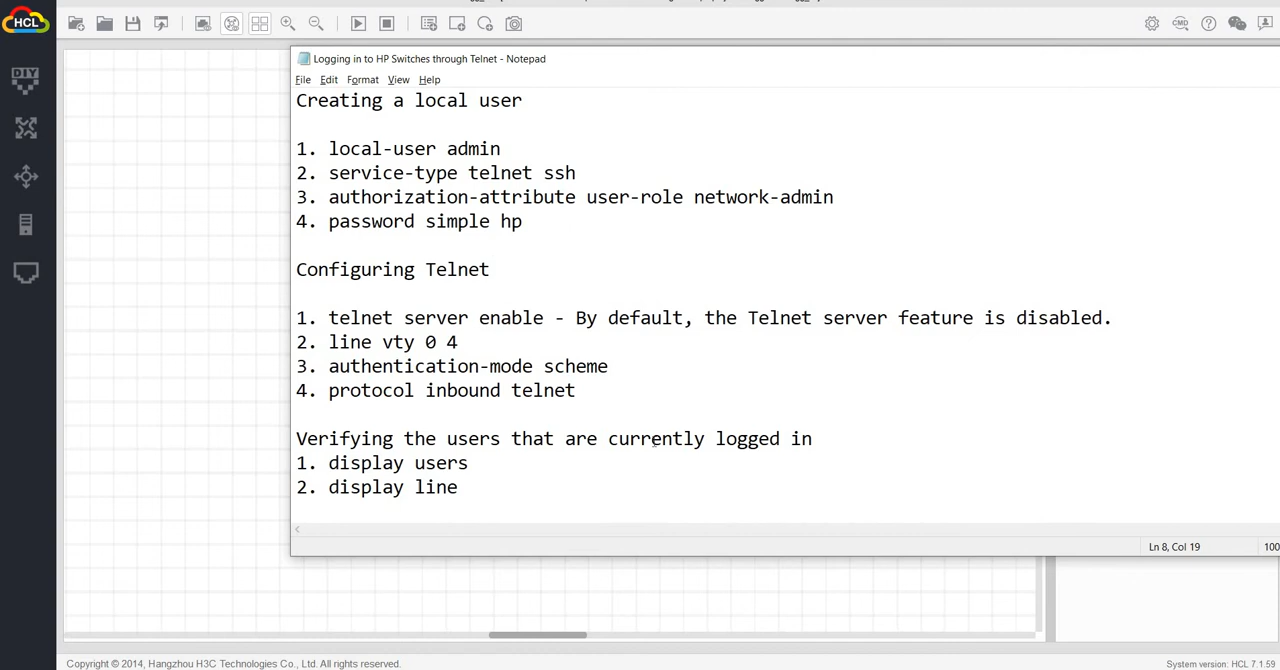 HCL
CMD
Logging in to HP Switches through Telnet - Notepad
File Edit Format View Help
Creating a local user
1. local-user admin
2. service-type telnet ssh
3. authorization-attribute user-role network-admin
4. password simple hp
Configuring Telnet
1. telnet server enable - By default, the Telnet server feature is disabled.
2. line vty 0 4
3. authentication-mode scheme
4. protocol inbound telnet
Verifying the users that are currently logged in
1. display users
2. display line
Ln 8, Col 19
100
DIY
Copyright © 2014, Hangzhou H3C Technologies Co., Ltd. All rights reserved.
System version: HCL 7.1.59